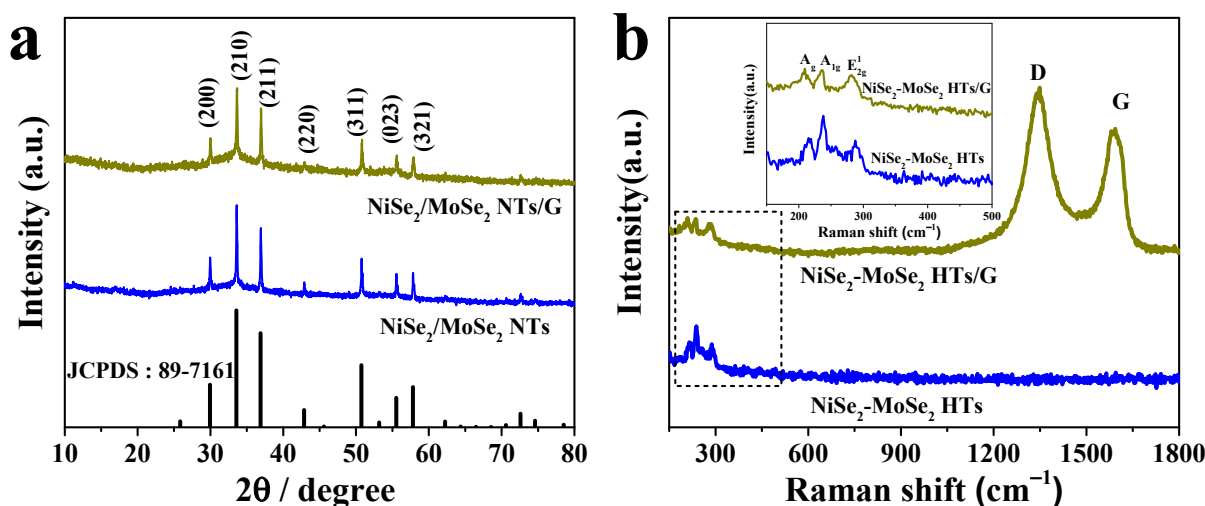 a
Intensity (a.u.)
(200)
(210)
(211)
(220)
(311)
(023)
(321)
NiSe₂/MoSe₂ NTs/G
NiSe₂/MoSe₂ NTs
JCPDS : 89-7161
10 20 30 40 50 60 70 80
2θ / degree
b
Intensity(a.u.)
Intensity(a.u.)
A_g A_1g E¹_2g
NiSe₂-MoSe₂ HTs/G
NiSe₂-MoSe₂ HTs
200 300 400 500
Raman shift (cm⁻¹)
D
G
NiSe₂-MoSe₂ HTs/G
NiSe₂-MoSe₂ HTs
300 600 900 1200 1500 1800
Raman shift (cm⁻¹)